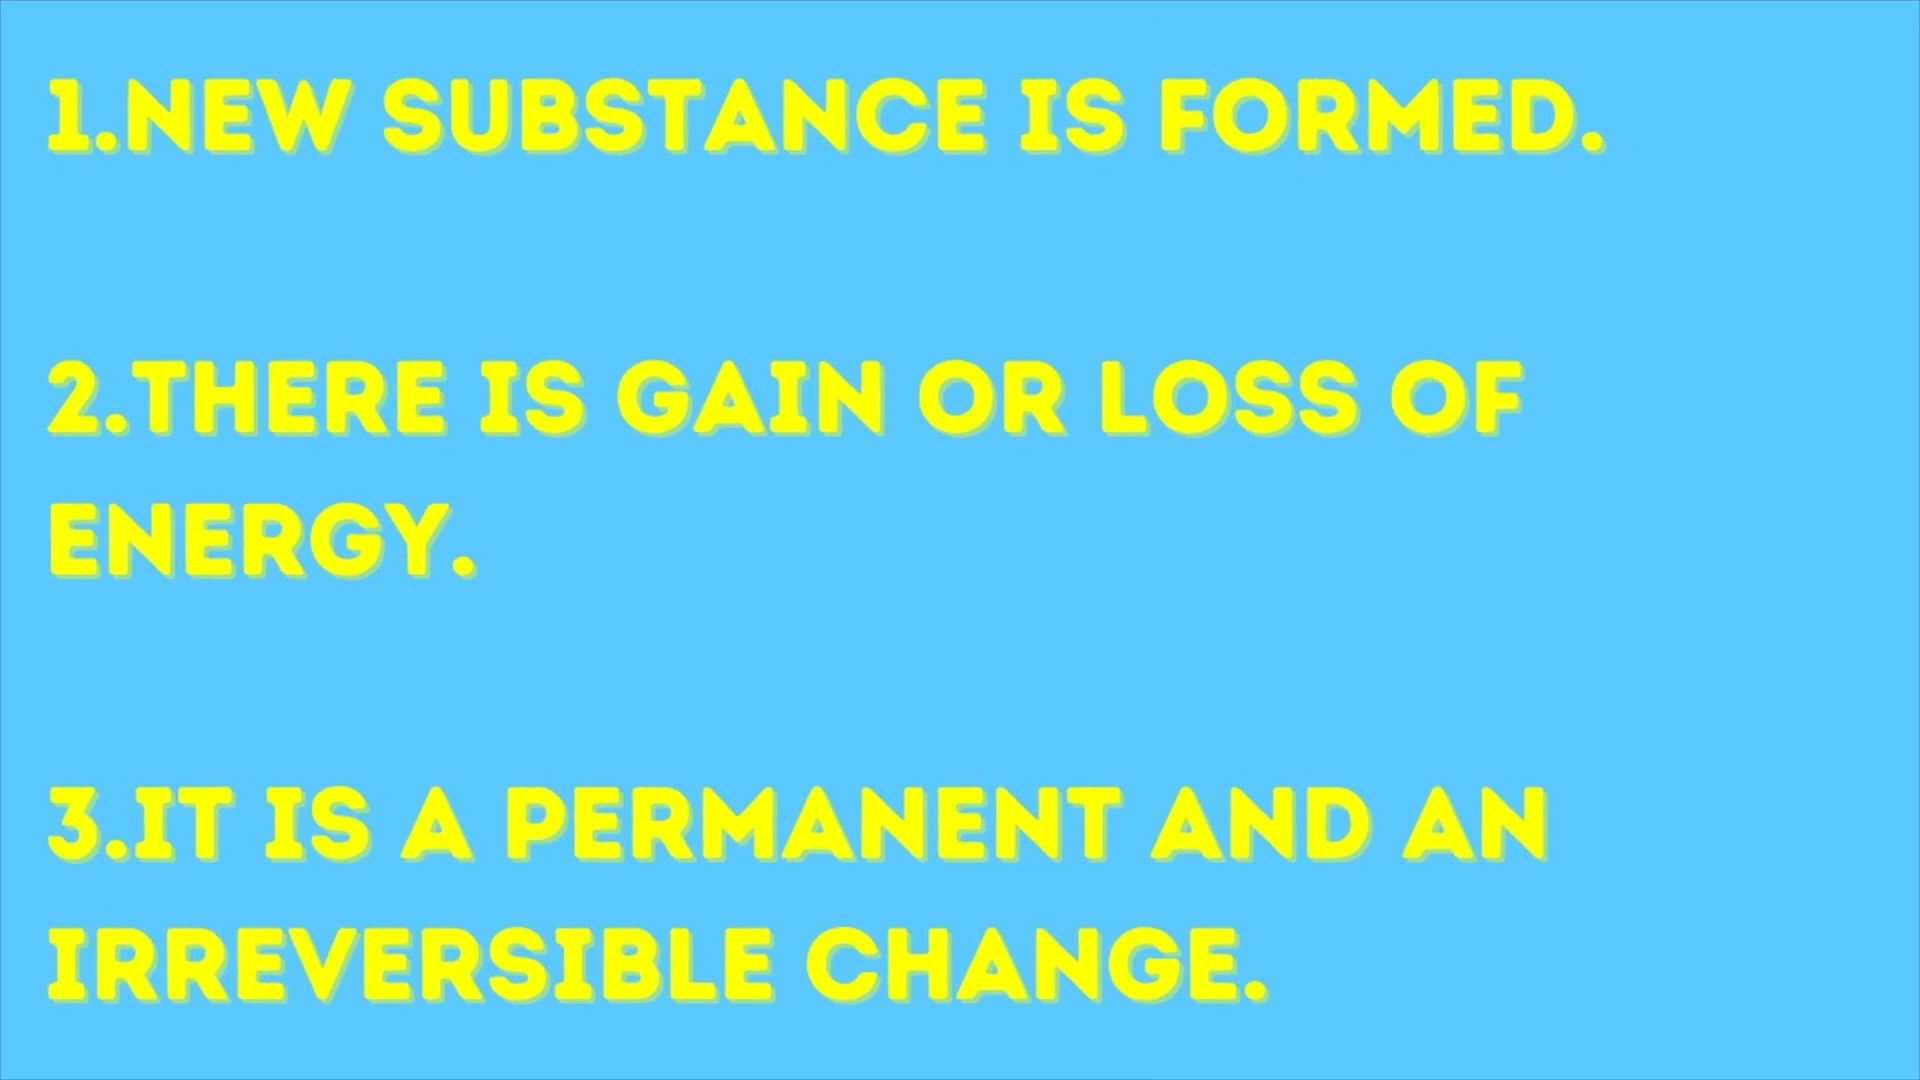 1.NEW SUBSTANCE IS FORMED.
2.THERE IS GAIN OR LOSS OF
ENERGY.
3.IT IS A PERMANENT AND AN
IRREVERSIBLE CHANGE.